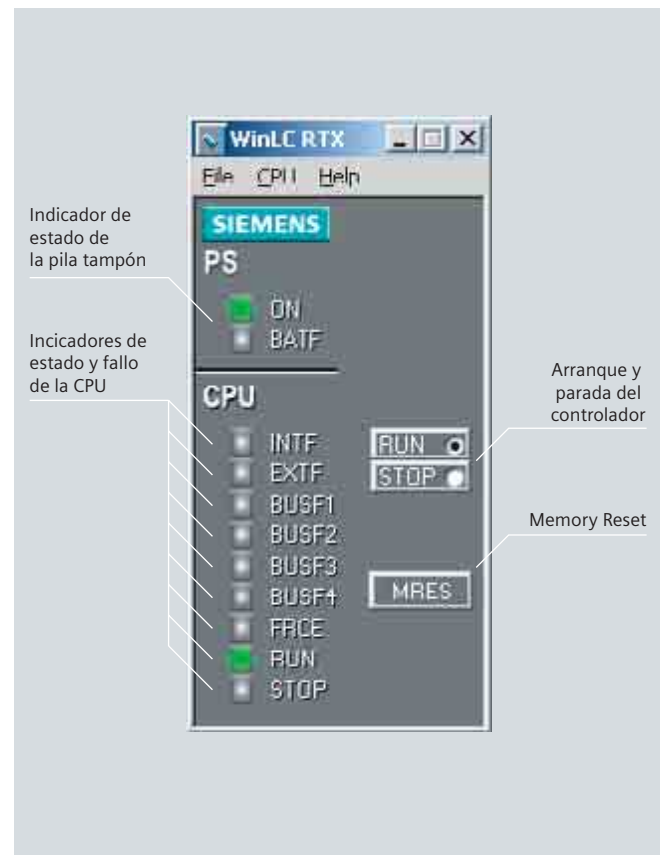 WinLC RTX
File CPU Help
SIEMENS
PS
Indicador de
estado de
la pila tampón
ON
BATF
Incicadores de
estado y fallo
de la CPU
CPU
Arranque y
parada del
controlador
INTF
EXTF
BUSF1
BUSF2
BUSF3
BUSF4
FRCE
RUN
STOP
RUN
STOP
Memory Reset
MRES